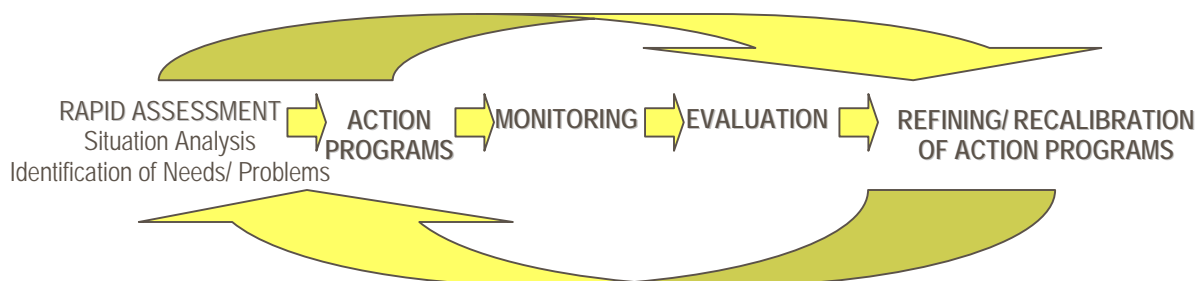 RAPID ASSESSMENT
Situation Analysis
Identification of Needs/ Problems
ACTION
PROGRAMS
MONITORING
EVALUATION
REFINING/ RECALIBRATION
OF ACTION PROGRAMS